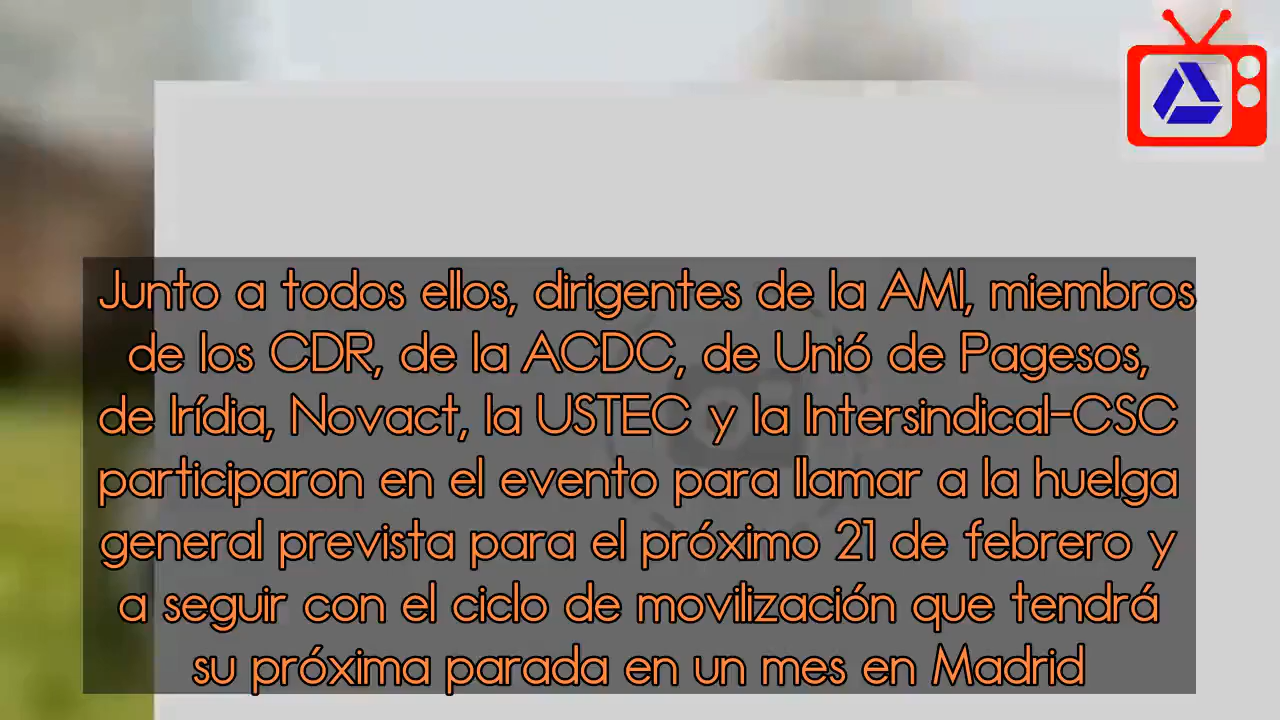 Junto a todos ellos, dirigentes de la AMI, miembros
de los CDR, de la ACDC, de Unió de Pagesos,
de Irídia, Novact, la USTEC y la Intersindical-CSC
participaron en el evento para llamar a la huelga
general prevista para el próximo 21 de febrero y
a seguir con el ciclo de movilización que tendrá
su próxima parada en un mes en Madrid